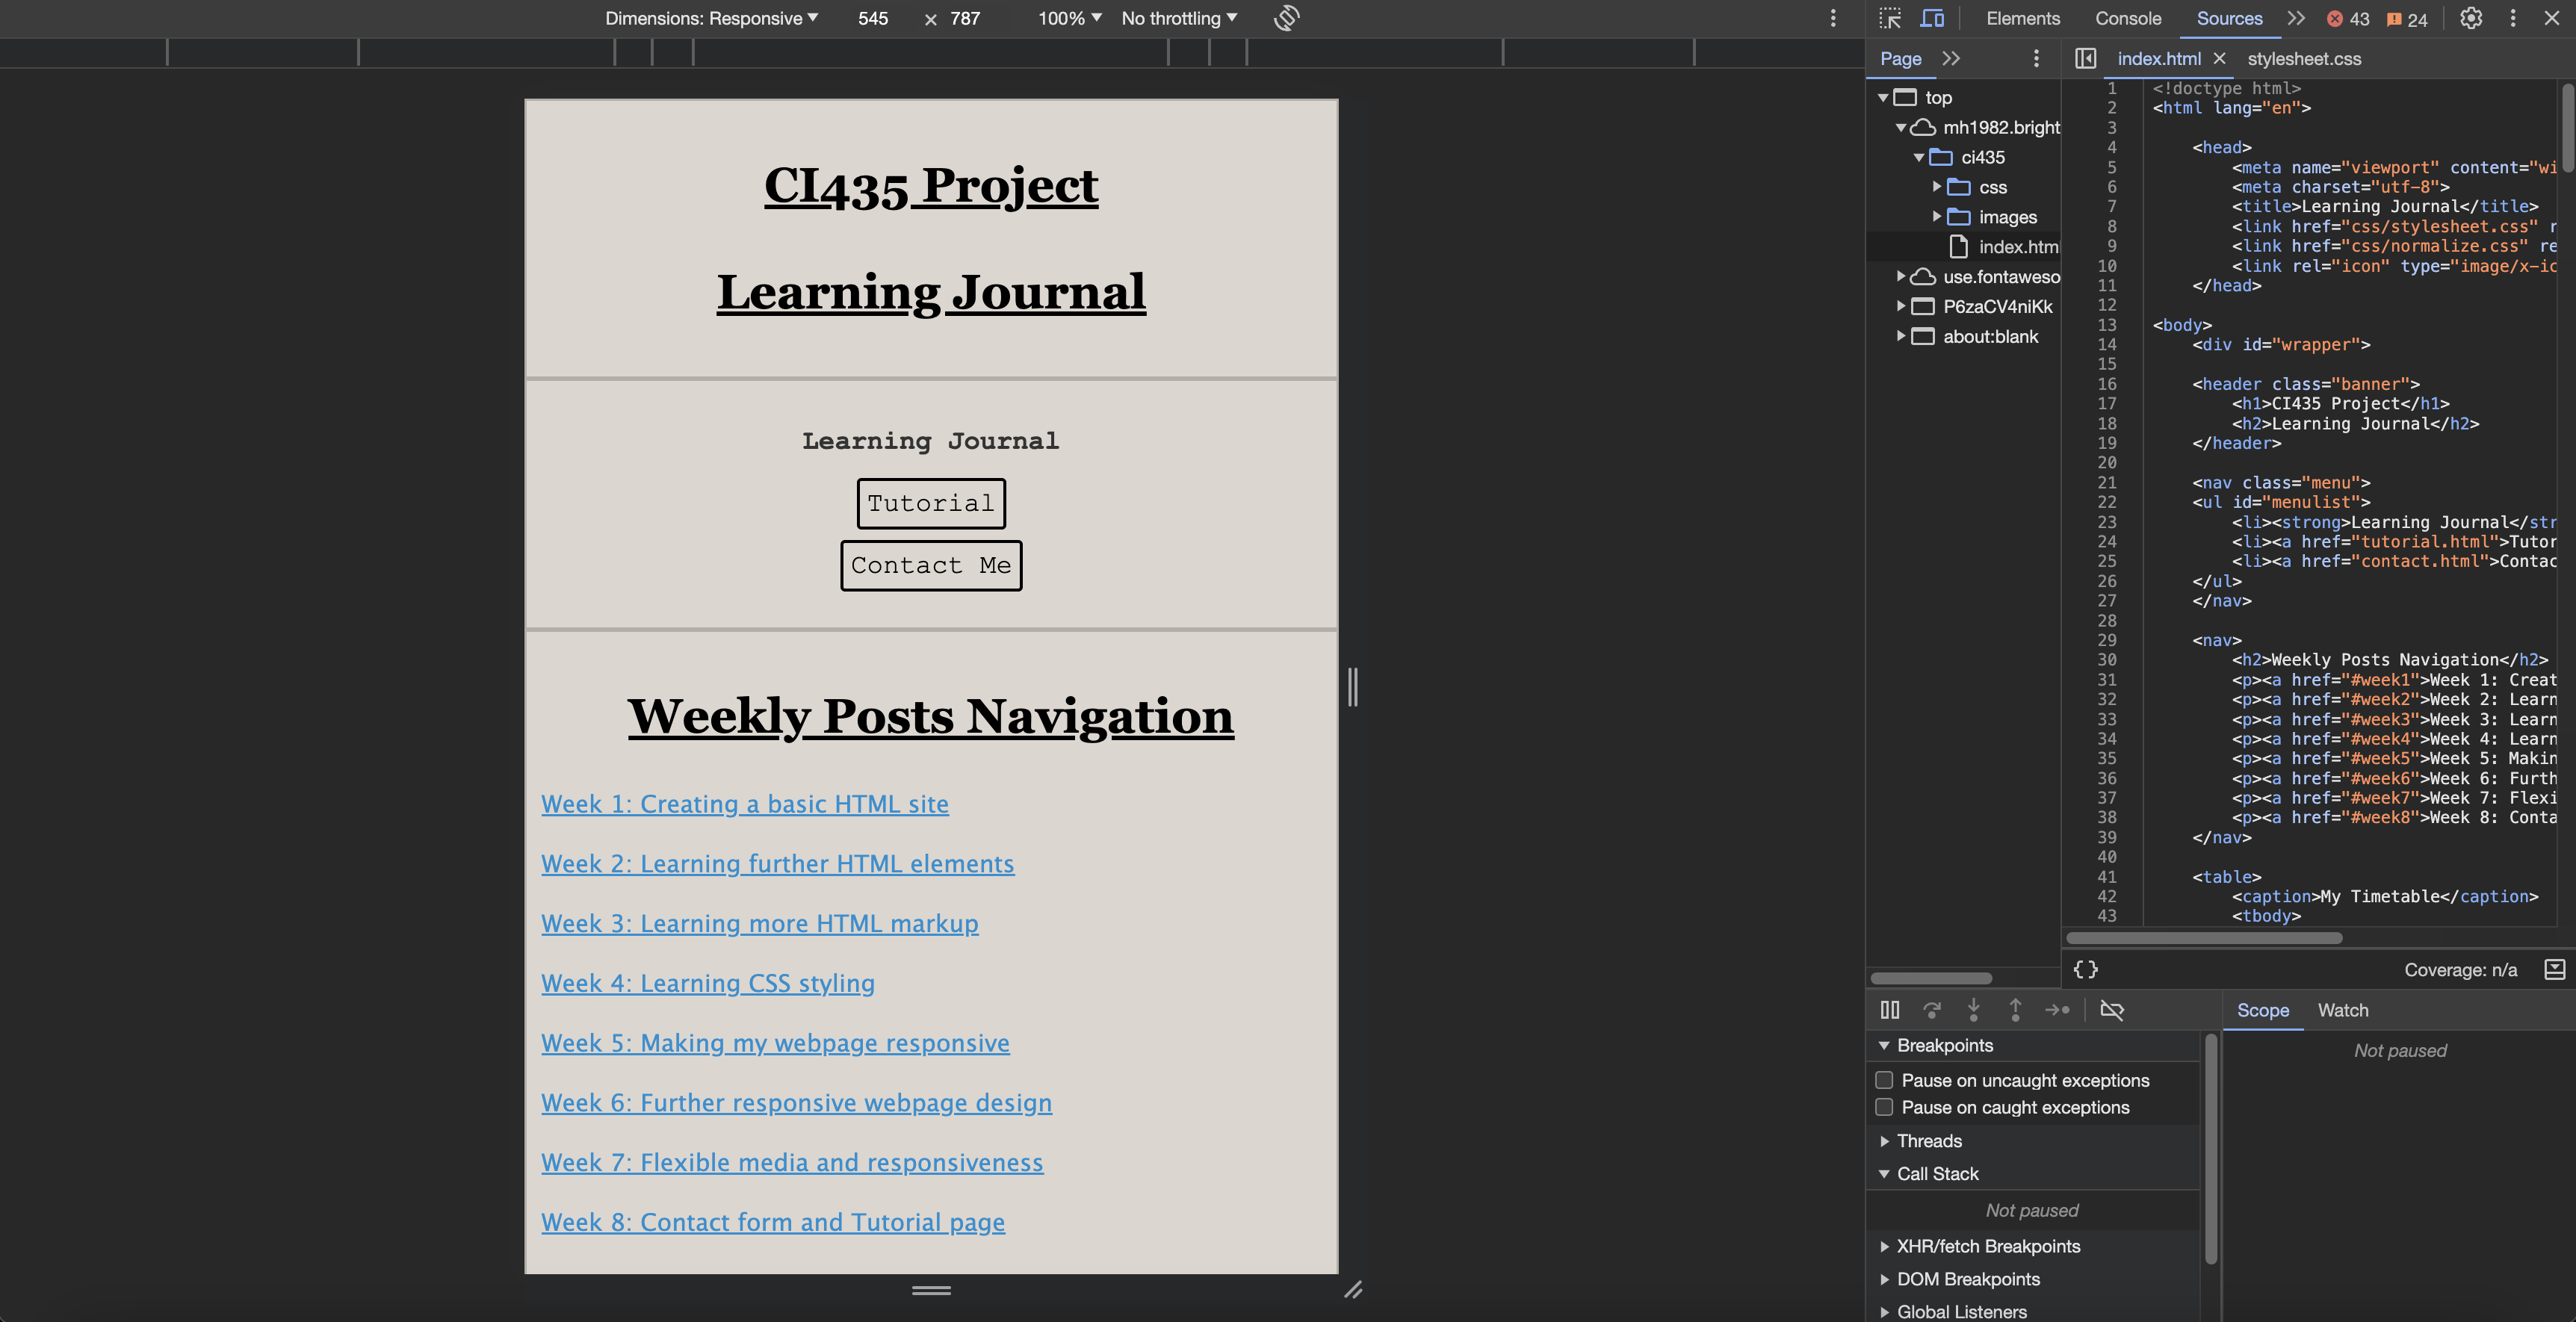 Dimensions: Responsive 545 × 787 100% No throttling
Elements Console Sources 43 24
CI435 Project
Learning Journal
Learning Journal
Tutorial
Contact Me
Weekly Posts Navigation
Week 1: Creating a basic HTML site
Week 2: Learning further HTML elements
Week 3: Learning more HTML markup
Week 4: Learning CSS styling
Week 5: Making my webpage responsive
Week 6: Further responsive webpage design
Week 7: Flexible media and responsiveness
Week 8: Contact form and Tutorial page
Page
top
mh1982.bright
ci435
css
images
index.htm
use.fontaweso
P6zaCV4niKk
about:blank
index.html stylesheet.css
1 <!doctype html>
2 <html lang="en">
3
4 <head>
5 <meta name="viewport" content="wi
6 <meta charset="utf-8">
7 <title>Learning Journal</title>
8 <link href="css/stylesheet.css" r
9 <link href="css/normalize.css" re
10 <link rel="icon" type="image/x-ic
11 </head>
12
13 <body>
14 <div id="wrapper">
15
16 <header class="banner">
17 <h1>CI435 Project</h1>
18 <h2>Learning Journal</h2>
19 </header>
20
21 <nav class="menu">
22 <ul id="menulist">
23 <li><strong>Learning Journal</str
24 <li><a href="tutorial.html">Tutor
25 <li><a href="contact.html">Contac
26 </ul>
27 </nav>
28
29 <nav>
30 <h2>Weekly Posts Navigation</h2>
31 <p><a href="#week1">Week 1: Creat
32 <p><a href="#week2">Week 2: Learn
33 <p><a href="#week3">Week 3: Learn
34 <p><a href="#week4">Week 4: Learn
35 <p><a href="#week5">Week 5: Makin
36 <p><a href="#week6">Week 6: Furth
37 <p><a href="#week7">Week 7: Flexi
38 <p><a href="#week8">Week 8: Conta
39 </nav>
40
41 <table>
42 <caption>My Timetable</caption>
43 <tbody>
{} Coverage: n/a
Breakpoints
Pause on uncaught exceptions
Pause on caught exceptions
Threads
Call Stack
Not paused
XHR/fetch Breakpoints
DOM Breakpoints
Global Listeners
Scope Watch
Not paused